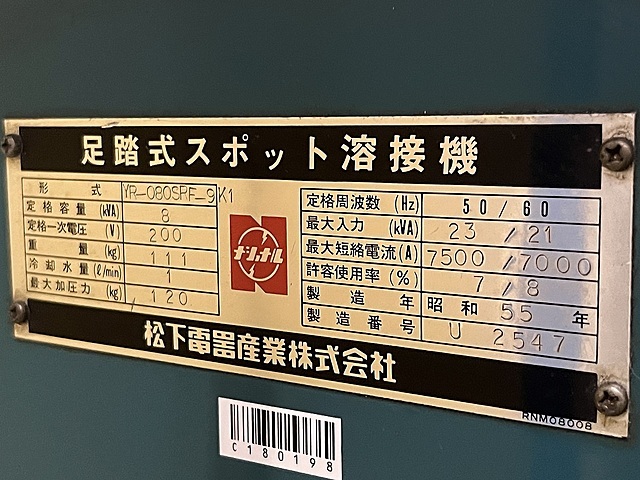 足踏式スポット溶接機
形 式 YR-080SRF-9K1
定格容量 (kVA) 8
定格一次電圧 (V) 200
重 量 (kg) 111
冷却水量 (ℓ/min) 1
最大加圧力 (kg) 120
ナショナル
定格周波数 (Hz) 50/60
最大入力 (kVA) 23/21
最大短絡電流(A) 7500/7000
許容使用率 (%) 7/8
製造年 昭和55年
製造番号 U2547
松下電器産業株式会社
RNM08008
C180198